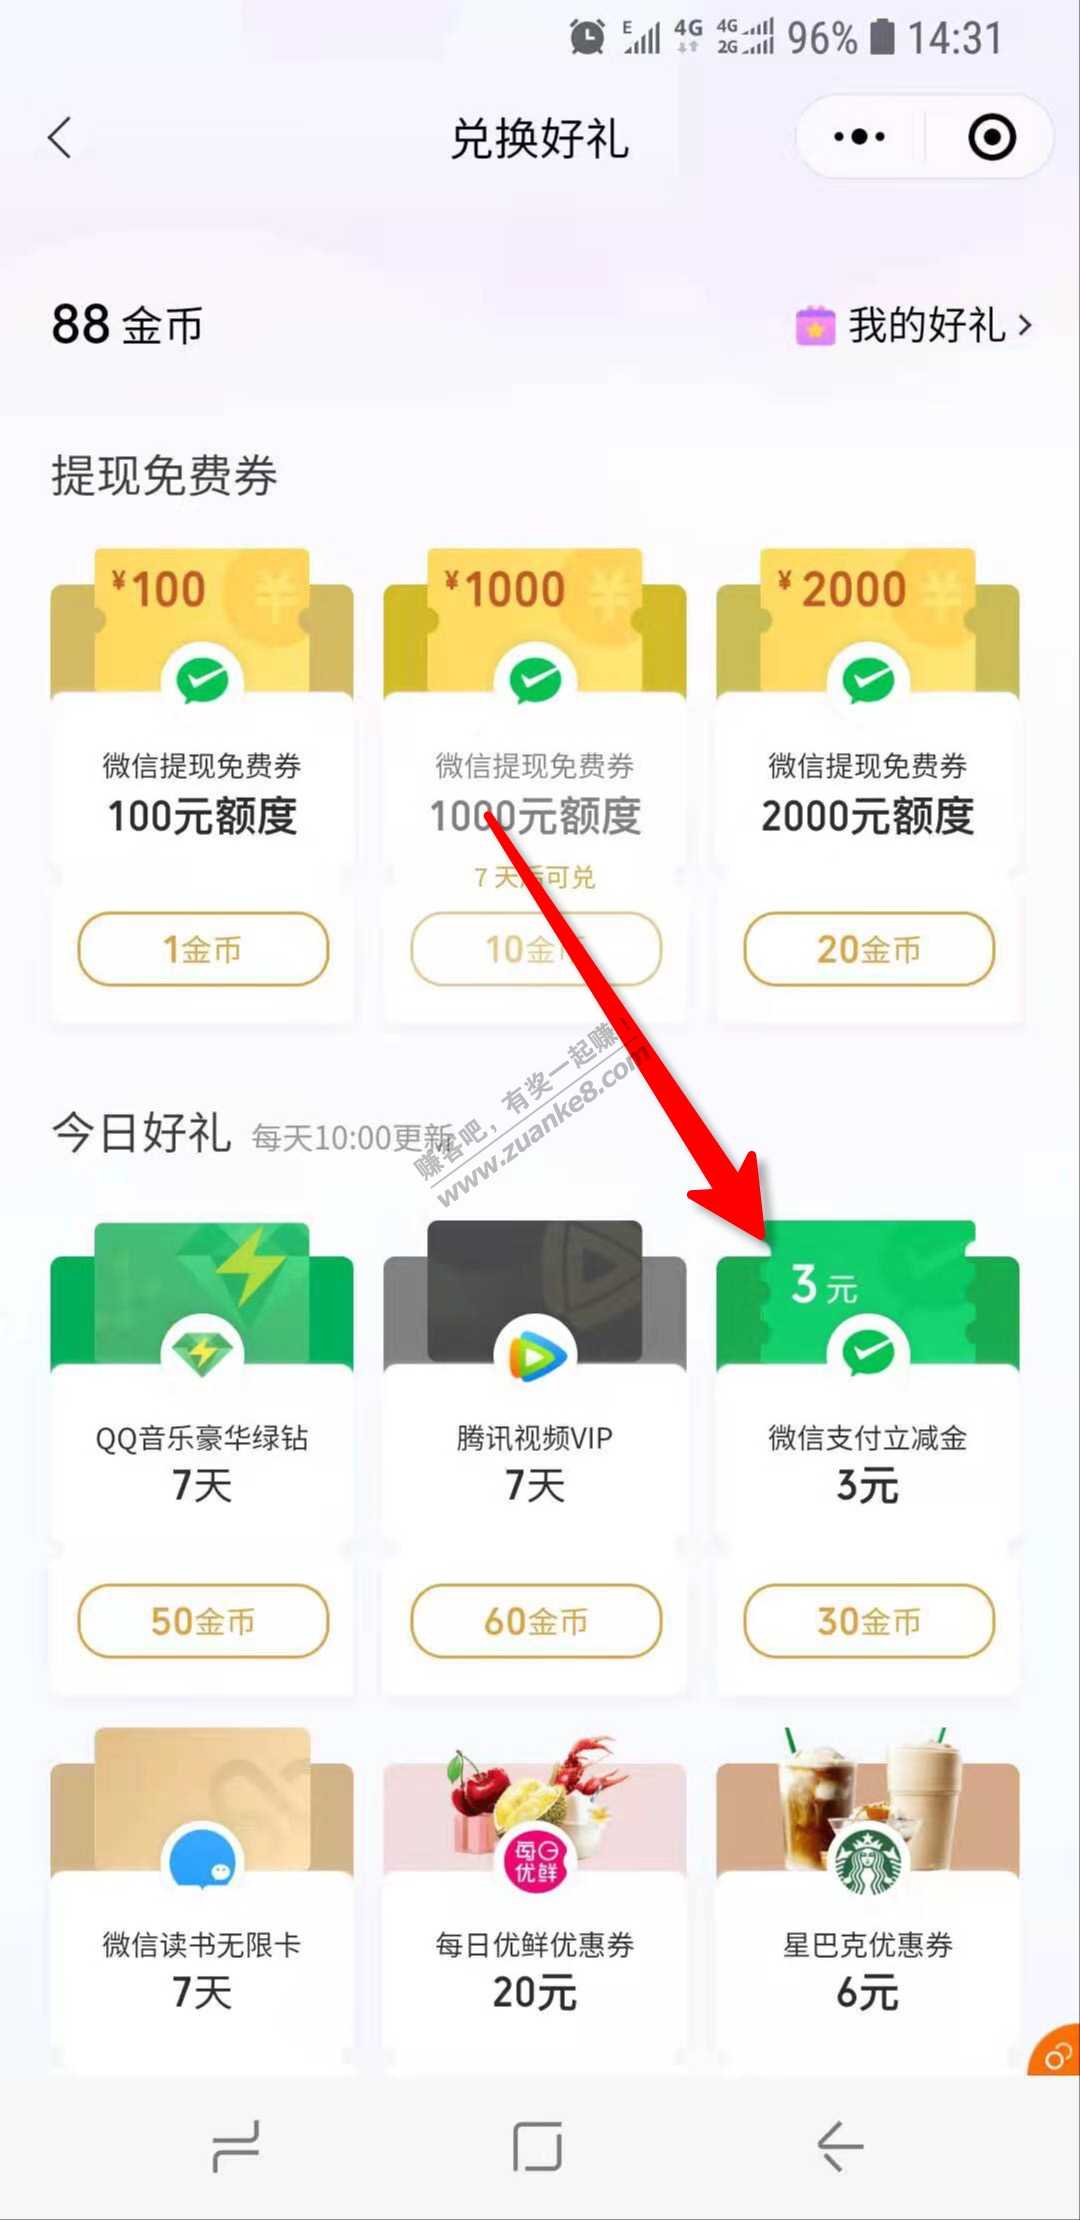 E 4G 4G 2G 96% 14:31
兑换好礼
88 金币 我的好礼
提现免费券
¥100 ¥1000 ¥2000
微信提现免费券 微信提现免费券 微信提现免费券
100元额度 1000元额度 2000元额度
7天后可兑
1金币 10金币 20金币
赚客吧，有奖一起赚！
www.zuanke8.com
今日好礼 每天10:00更新
3元
QQ音乐豪华绿钻 腾讯视频VIP 微信支付立减金
7天 7天 3元
50金币 60金币 30金币
每日优鲜
微信读书无限卡 每日优鲜优惠券 星巴克优惠券
7天 20元 6元